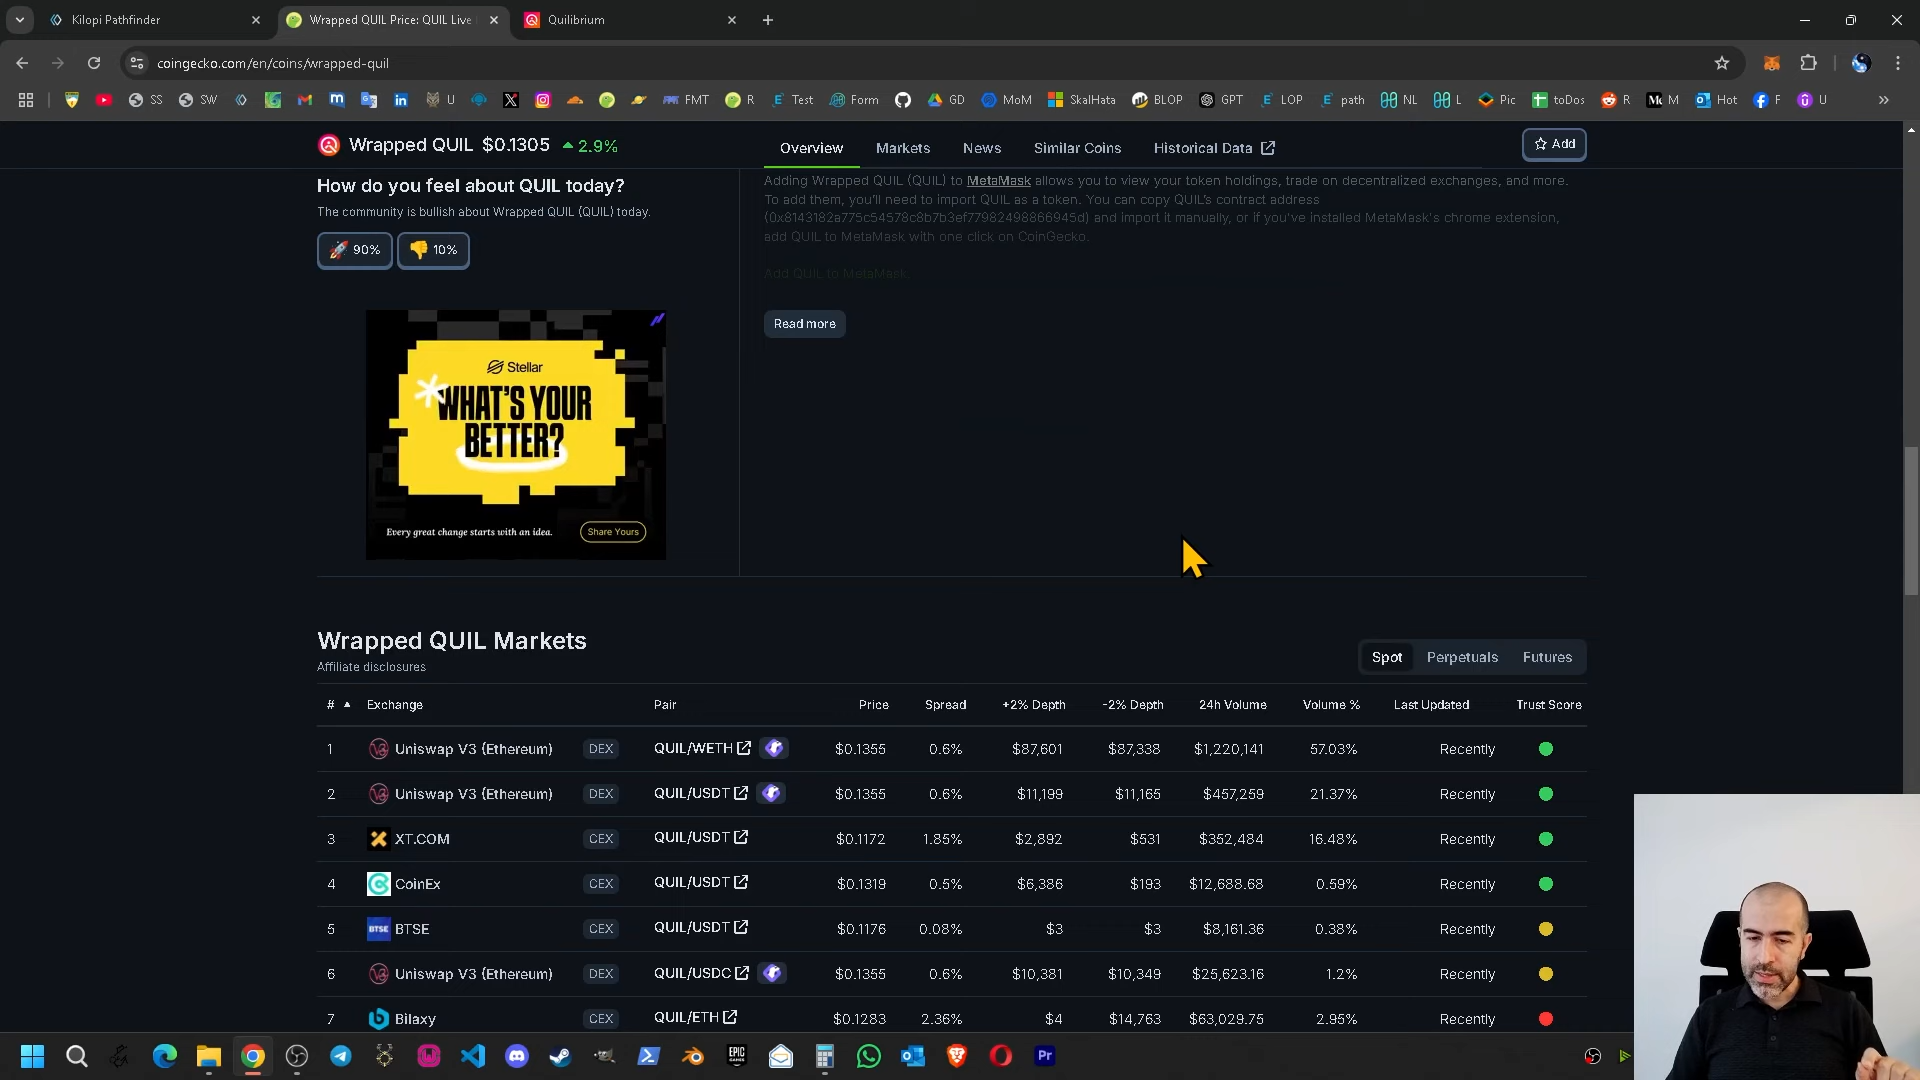 Kilopi Pathfinder
Wrapped QUIL Price: QUIL Live
Quilibrium
coingecko.com/en/coins/wrapped-quil
SS
SW
U
FMT
R
Test
Form
GD
MoM
SkalHata
BLOP
GPT
LOP
path
NL
L
Pic
toDos
R
M
Hot
F
U
Wrapped QUIL $0.1305 2.9%
Overview
Markets
News
Similar Coins
Historical Data
Add
How do you feel about QUIL today?
The community is bullish about Wrapped QUIL (QUIL) today.
90%
10%
Adding Wrapped QUIL (QUIL) to MetaMask allows you to view your token holdings, trade on decentralized exchanges, and more.
To add them, you'll need to import QUIL as a token. You can copy QUIL's contract address
(0x8143182a775c54578c8b7b3ef77982498866945d) and import it manually, or if you've installed MetaMask's chrome extension,
add QUIL to MetaMask with one click on CoinGecko.
Add QUIL to MetaMask
Read more
Stellar
WHAT'S YOUR
BETTER?
Every great change starts with an idea.
Share Yours
Wrapped QUIL Markets
Affiliate disclosures
Spot
Perpetuals
Futures
# Exchange Pair Price Spread +2% Depth -2% Depth 24h Volume Volume % Last Updated Trust Score
1 Uniswap V3 (Ethereum) DEX QUIL/WETH $0.1355 0.6% $87,601 $87,338 $1,220,141 57.03% Recently
2 Uniswap V3 (Ethereum) DEX QUIL/USDT $0.1355 0.6% $11,199 $11,165 $457,259 21.37% Recently
3 XT.COM CEX QUIL/USDT $0.1172 1.85% $2,892 $531 $352,484 16.48% Recently
4 CoinEx CEX QUIL/USDT $0.1319 0.5% $6,386 $193 $12,688.68 0.59% Recently
5 BTSE BTSE CEX QUIL/USDT $0.1176 0.08% $3 $3 $8,161.36 0.38% Recently
6 Uniswap V3 (Ethereum) DEX QUIL/USDC $0.1355 0.6% $10,381 $10,349 $25,623.16 1.2% Recently
7 Bilaxy CEX QUIL/ETH $0.1283 2.36% $4 $14,763 $63,029.75 2.95% Recently
EPIC
GAMES
Pr